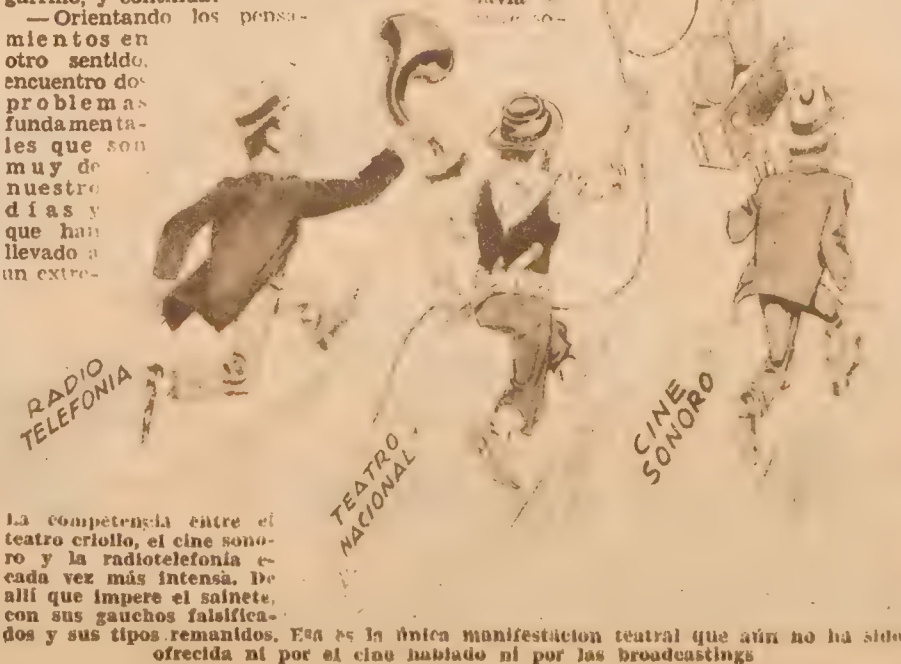 — Orientando los pensa-
mientos en
otro sentido,
encuentro dos
problemas
fundamenta-
les que son
muy de
nuestro
días y
que han
llevado a
un extre-
RADIO
TELEFONIA
TEATRO
NACIONAL
CINE
SONORO
La competencia entre el
teatro criollo, el cine sono-
ro y la radiotelefonía e
cada vez más intensa. De
allí que impere el sainete,
con sus gauchos falsifica-
dos y sus tipos remanidos. Esa es la única manifestación teatral que aún no ha sido
ofrecida ni por el cine hablado ni por las broadcastings